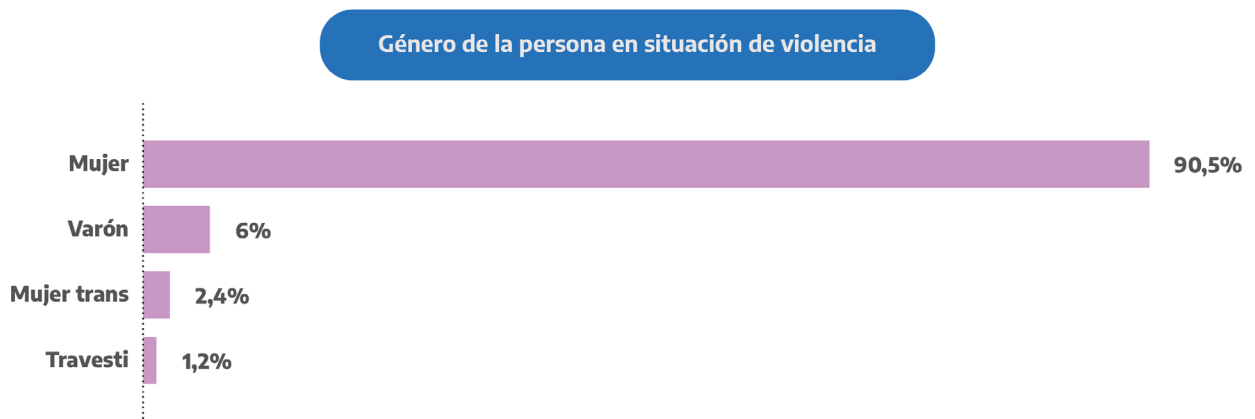 Género de la persona en situación de violencia
Mujer 90,5%
Varón 6%
Mujer trans 2,4%
Travesti 1,2%